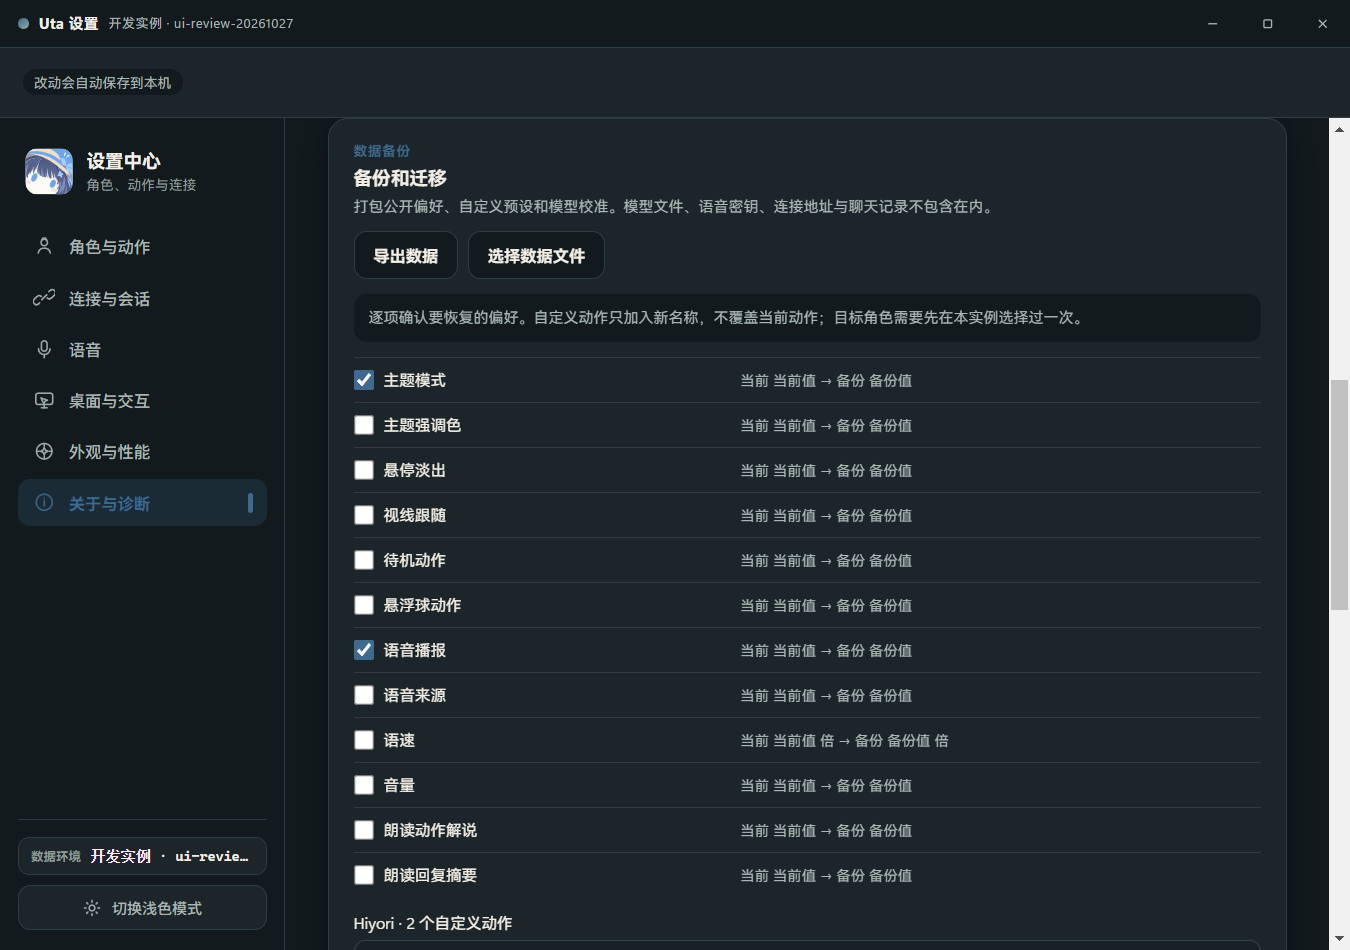 Uta 设置 开发实例 · ui-review-20261027
改动会自动保存到本机
设置中心
角色、动作与连接
角色与动作
连接与会话
语音
桌面与交互
外观与性能
关于与诊断
数据环境 开发实例 · ui-revie…
切换浅色模式
数据备份
备份和迁移
打包公开偏好、自定义预设和模型校准。模型文件、语音密钥、连接地址与聊天记录不包含在内。
导出数据 选择数据文件
逐项确认要恢复的偏好。自定义动作只加入新名称，不覆盖当前动作；目标角色需要先在本实例选择过一次。
主题模式 当前 当前值 → 备份 备份值
主题强调色 当前 当前值 → 备份 备份值
悬停淡出 当前 当前值 → 备份 备份值
视线跟随 当前 当前值 → 备份 备份值
待机动作 当前 当前值 → 备份 备份值
悬浮球动作 当前 当前值 → 备份 备份值
语音播报 当前 当前值 → 备份 备份值
语音来源 当前 当前值 → 备份 备份值
语速 当前 当前值 倍 → 备份 备份值 倍
音量 当前 当前值 → 备份 备份值
朗读动作解说 当前 当前值 → 备份 备份值
朗读回复摘要 当前 当前值 → 备份 备份值
Hiyori · 2 个自定义动作